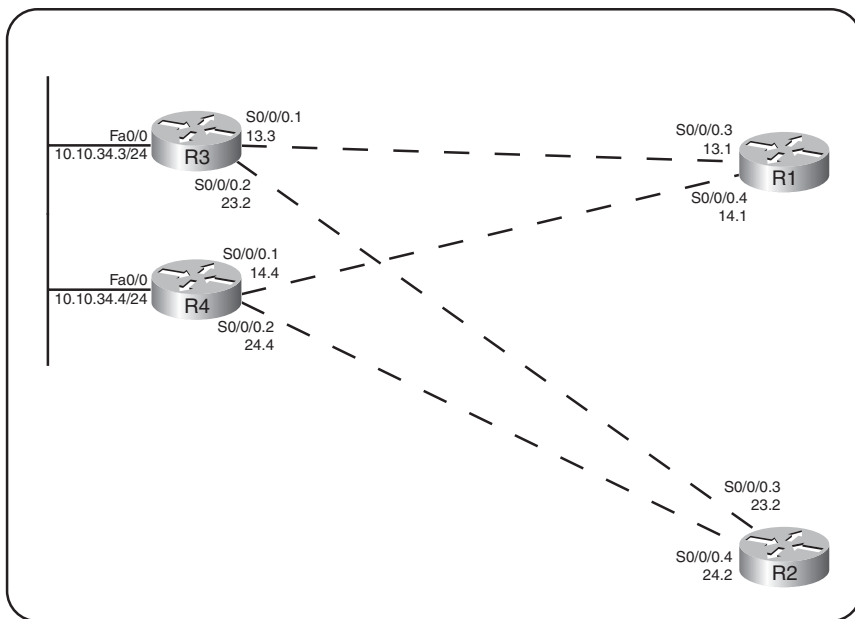 Fa0/0
10.10.34.3/24
R3
S0/0/0.1
13.3
S0/0/0.2
23.2
S0/0/0.3
13.1
R1
S0/0/0.4
14.1
Fa0/0
10.10.34.4/24
R4
S0/0/0.1
14.4
S0/0/0.2
24.4
S0/0/0.3
23.2
S0/0/0.4
24.2
R2